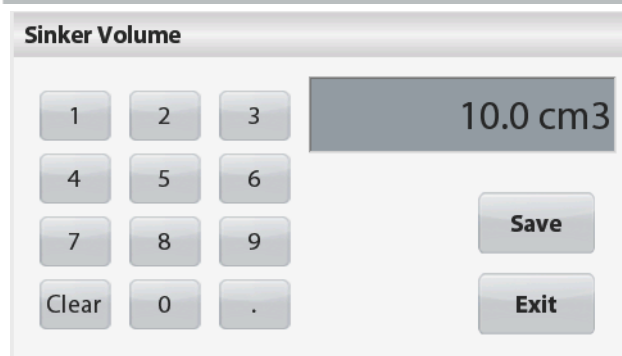 Sinker Volume
10.0 cm3
1 2 3
4 5 6
7 8 9
Clear 0 .
Save
Exit